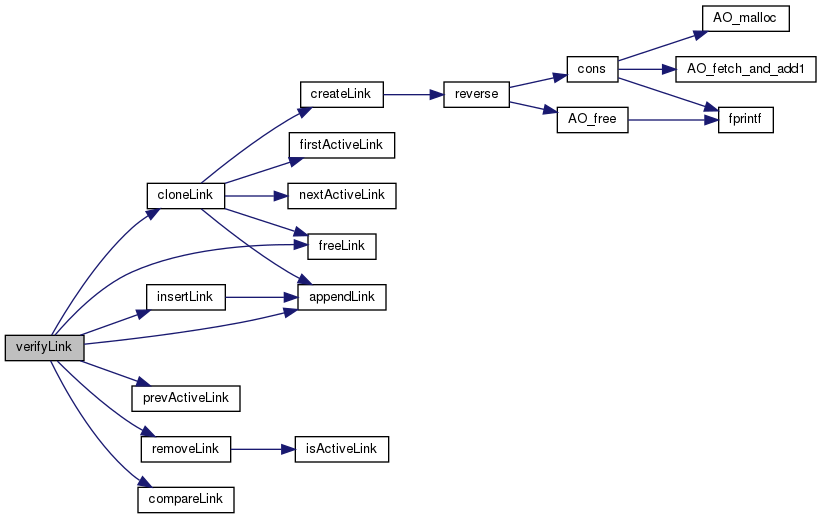 AO_malloc
cons
AO_fetch_and_add1
createLink
reverse
AO_free
fprintf
firstActiveLink
cloneLink
nextActiveLink
freeLink
insertLink
appendLink
verifyLink
prevActiveLink
removeLink
isActiveLink
compareLink